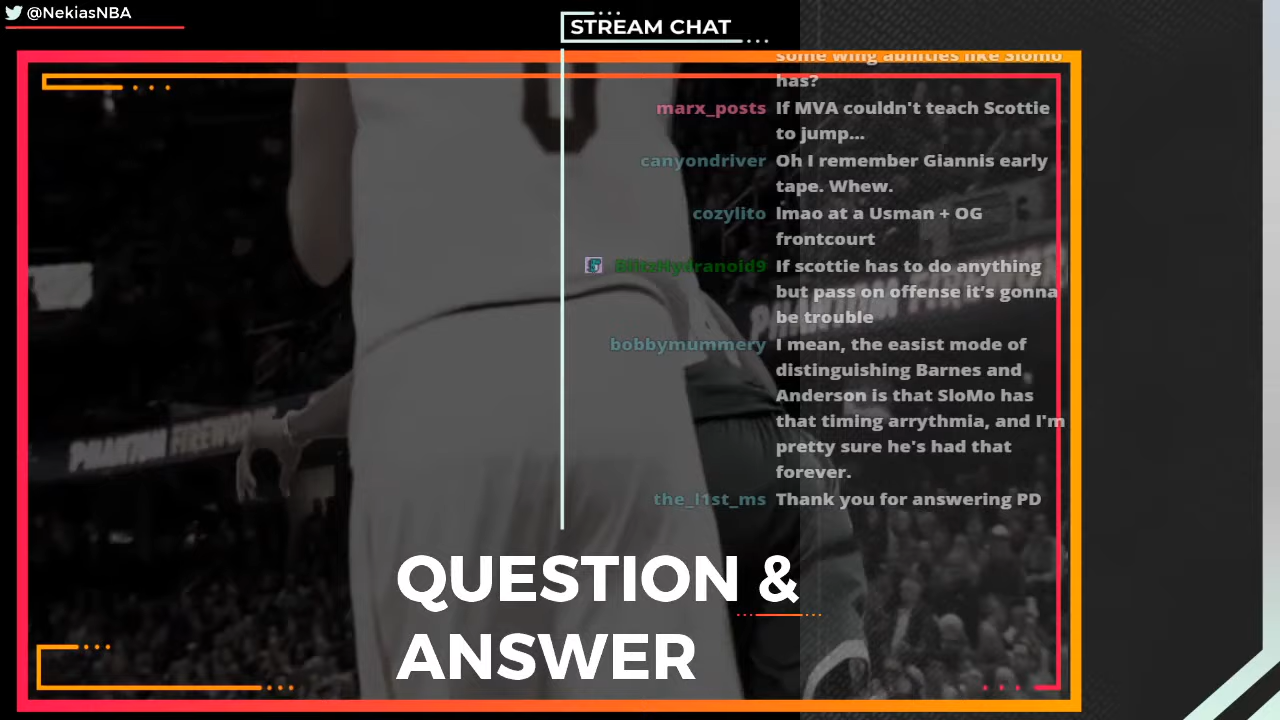 @NekiasNBA
STREAM CHAT
some wing abilities like Slomo
has?
marx_posts If MVA couldn't teach Scottie
to jump...
canyondriver Oh I remember Giannis early
tape. Whew.
cozylito lmao at a Usman + OG
frontcourt
BlitzHydranoid9 If scottie has to do anything
but pass on offense it's gonna
be trouble
bobbymummery I mean, the easist mode of
distinguishing Barnes and
Anderson is that SloMo has
that timing arrythmia, and I'm
pretty sure he's had that
forever.
the_l1st_ms Thank you for answering PD
PHANTOM FIREWORKS
PHANTOM FIREWOR
QUESTION &
ANSWER